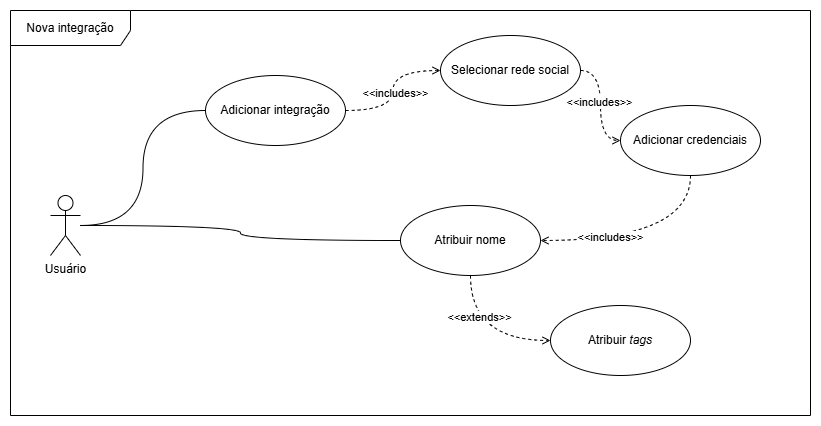 Nova integração
Selecionar rede social
<<includes>>
<<includes>>
Adicionar integração
Adicionar credenciais
Atribuir nome
<<includes>>
Usuário
<<extends>>
Atribuir tags